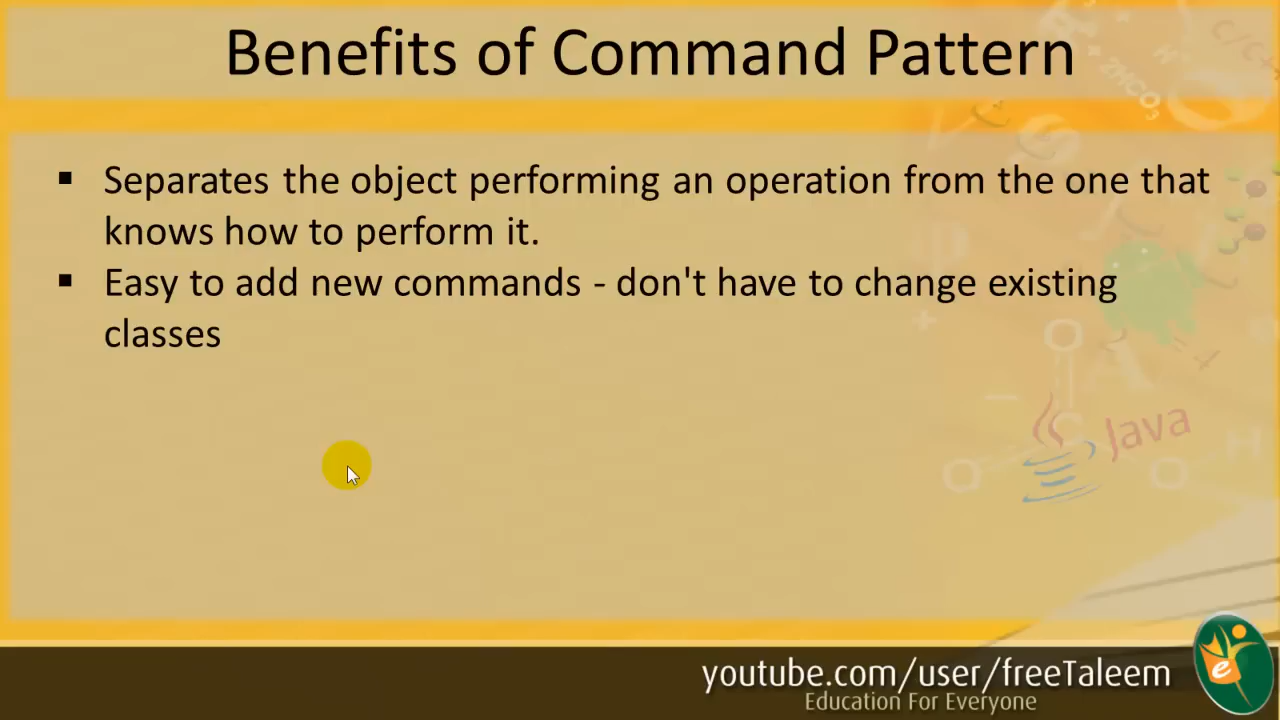 Benefits of Command Pattern
▪ Separates the object performing an operation from the one that
knows how to perform it.
▪ Easy to add new commands - don't have to change existing
classes
Java
youtube.com/user/freeTaleem
Education For Everyone
e